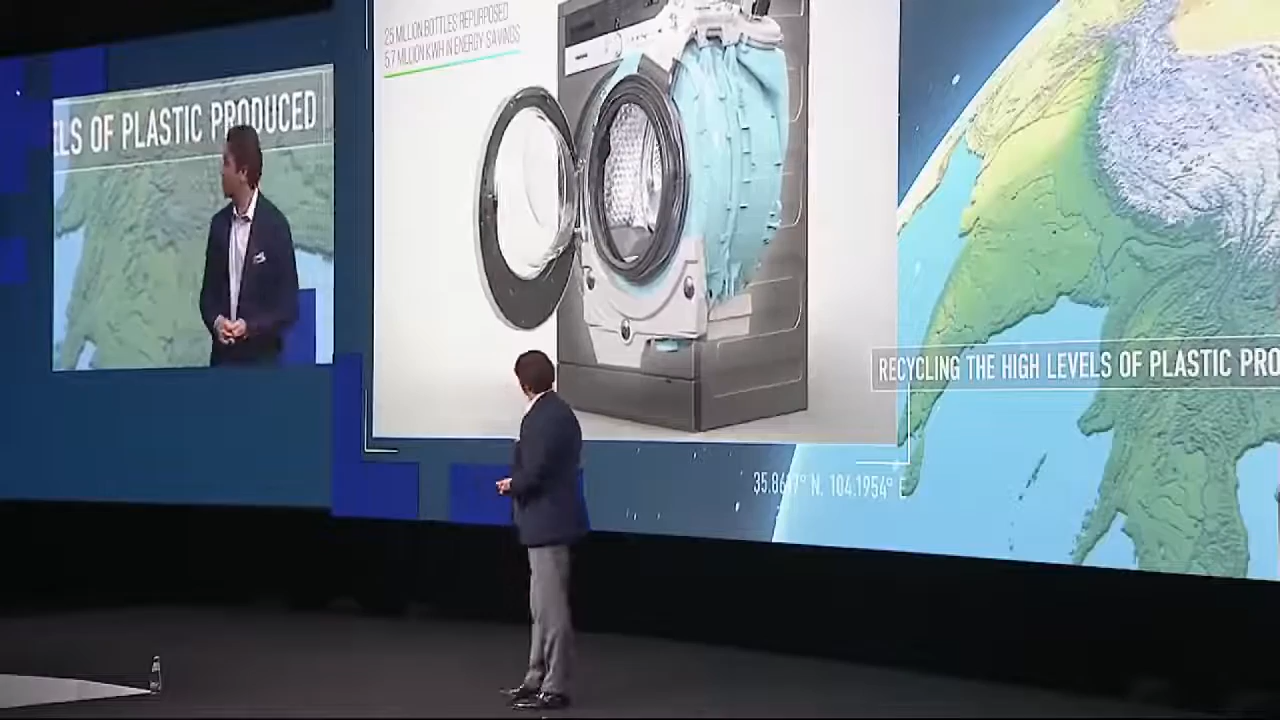 25 MILLION BOTTLES REPURPOSED
5.7 MILLION KWH IN ENERGY SAVINGS
LS OF PLASTIC PRODUCED
RECYCLING THE HIGH LEVELS OF PLASTIC PRO
N, 104.1954° E